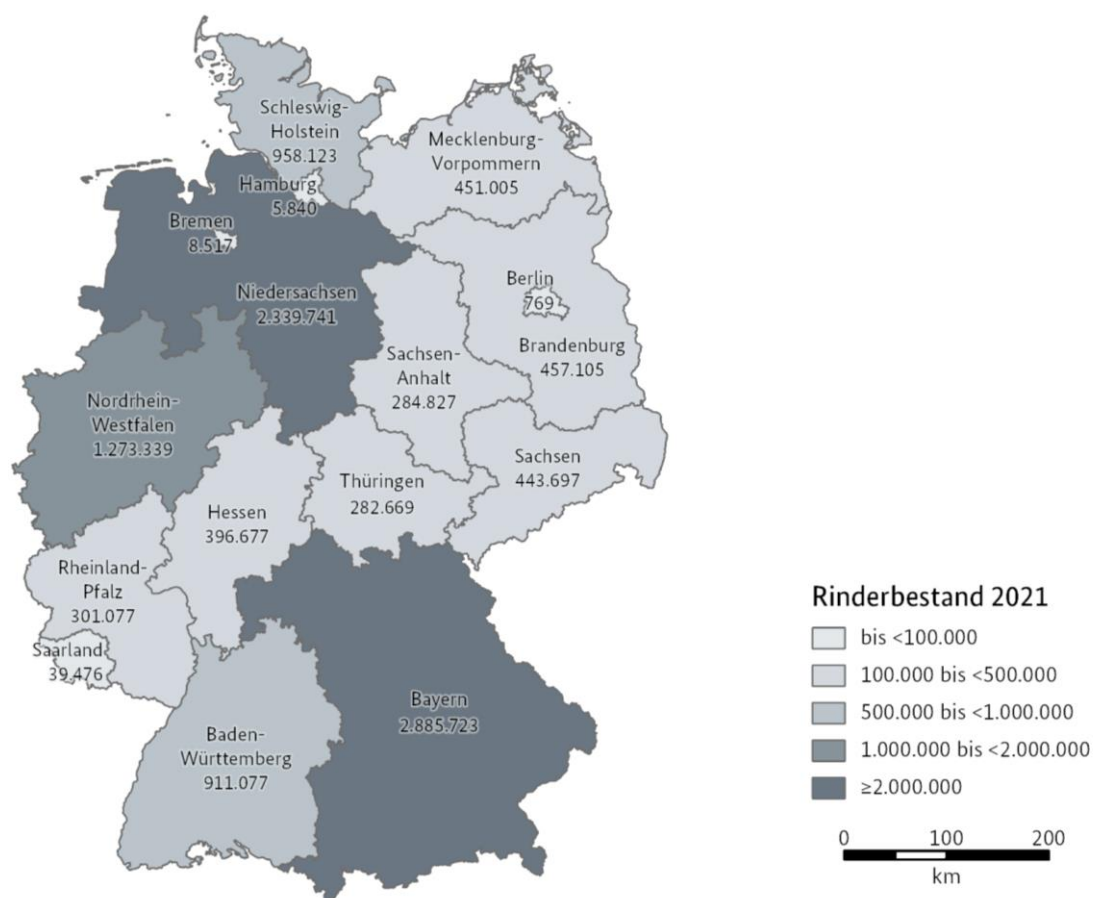 Schleswig-
Holstein
958.123
Mecklenburg-
Vorpommern
451.005
Hamburg
5.840
Bremen
8.517
Niedersachsen
2.339.741
Berlin
769
Brandenburg
457.105
Sachsen-
Anhalt
284.827
Nordrhein-
Westfalen
1.273.339
Sachsen
443.697
Thüringen
282.669
Hessen
396.677
Rheinland-
Pfalz
301.077
Saarland
39.476
Bayern
2.885.723
Baden-
Württemberg
911.077
Rinderbestand 2021
bis <100.000
100.000 bis <500.000
500.000 bis <1.000.000
1.000.000 bis <2.000.000
≥2.000.000
0 100 200
km